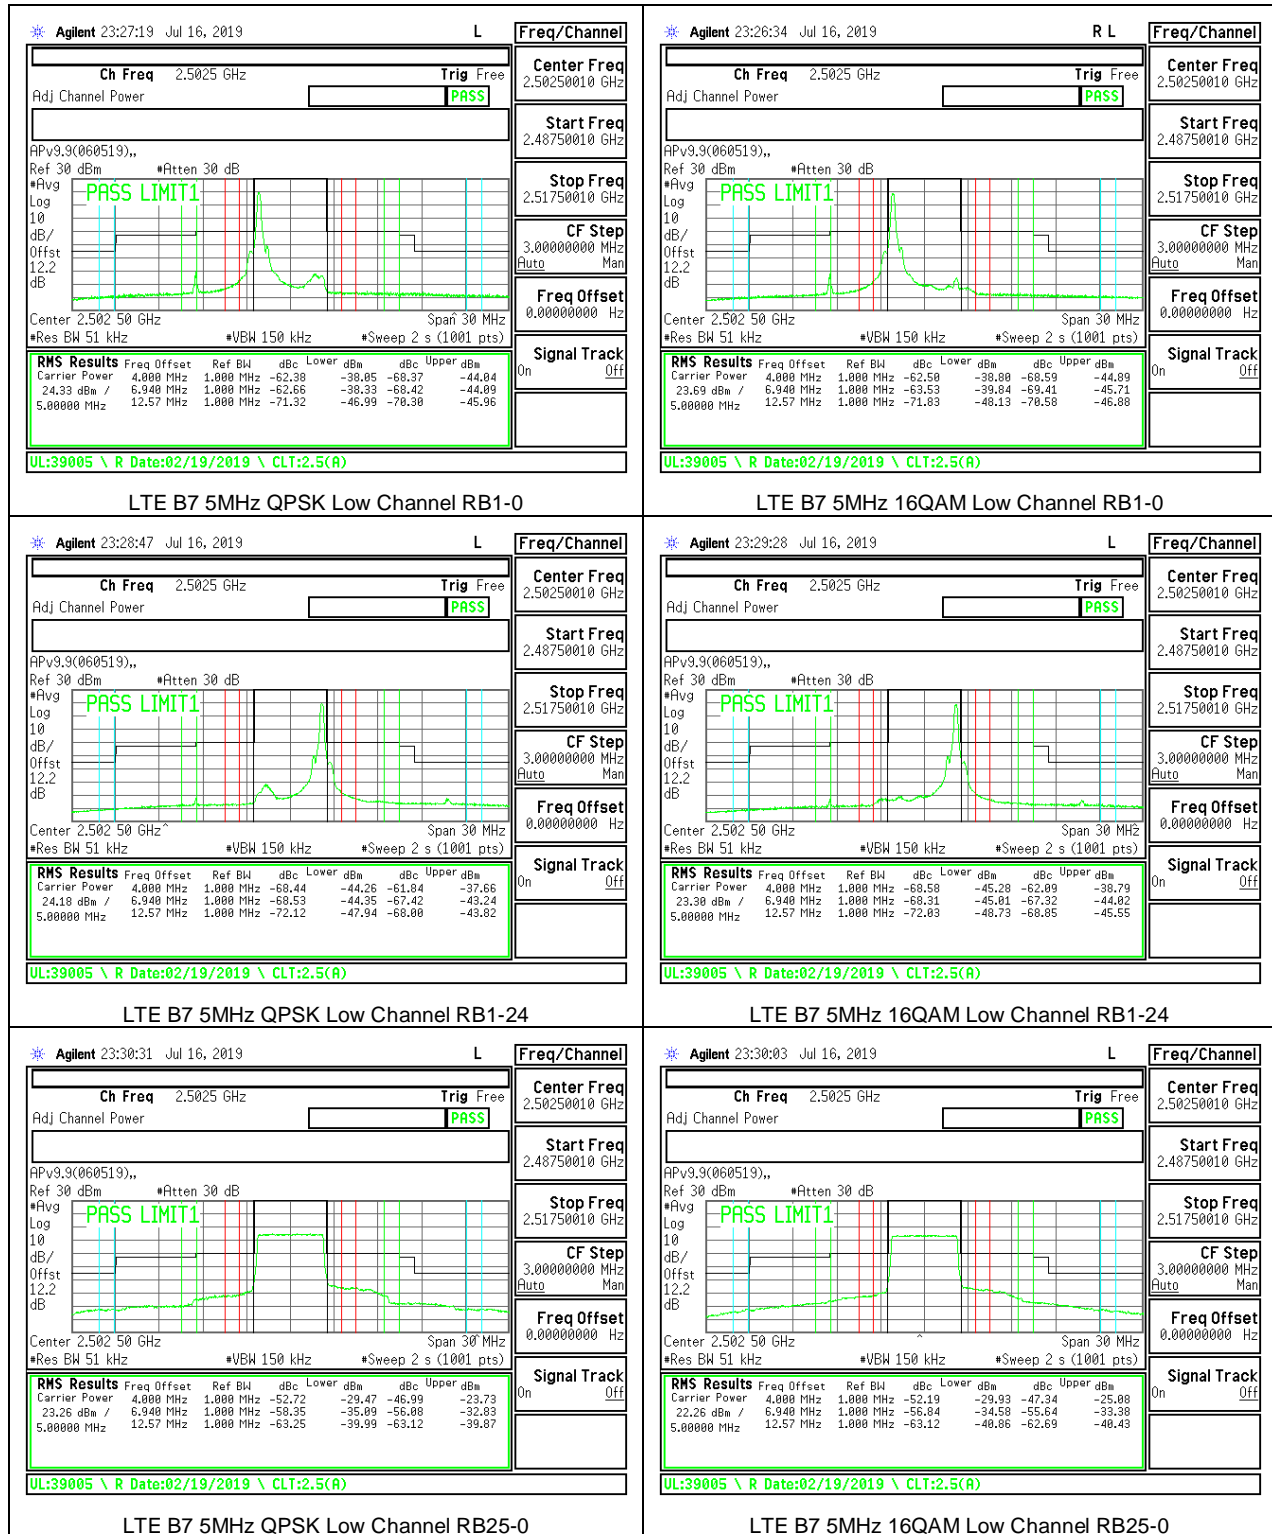 Agilent 23:27:19 Jul 16, 2019 L Freq/Channel
Ch Freq 2.5025 GHz Trig Free
Adj Channel Power PASS
Center Freq
2.50250010 GHz
Start Freq
2.48750010 GHz
Stop Freq
2.51750010 GHz
CF Step
3.00000000 MHz
Auto Man
Freq Offset
0.00000000 Hz
Signal Track
On Off
APv9.9(060519),,
Ref 30 dBm #Atten 30 dB
#Avg
Log
10
dB/
Offst
12.2
dB
PASS LIMIT1
Center 2.502 50 GHz Span 30 MHz
#Res BW 51 kHz #VBW 150 kHz #Sweep 2 s (1001 pts)
RMS Results Freq Offset Ref BW dBc Lower dBm dBc Upper dBm
Carrier Power 4.000 MHz 1.000 MHz -62.38 -38.05 -68.37 -44.04
24.33 dBm / 6.940 MHz 1.000 MHz -62.66 -38.33 -68.42 -44.09
5.00000 MHz 12.57 MHz 1.000 MHz -71.32 -46.99 -70.30 -45.96
UL:39005 \ R Date:02/19/2019 \ CLT:2.5(A)
LTE B7 5MHz QPSK Low Channel RB1-0
Agilent 23:26:34 Jul 16, 2019 R L Freq/Channel
Ch Freq 2.5025 GHz Trig Free
Adj Channel Power PASS
Center Freq
2.50250010 GHz
Start Freq
2.48750010 GHz
Stop Freq
2.51750010 GHz
CF Step
3.00000000 MHz
Auto Man
Freq Offset
0.00000000 Hz
Signal Track
On Off
APv9.9(060519),,
Ref 30 dBm #Atten 30 dB
#Avg
Log
10
dB/
Offst
12.2
dB
PASS LIMIT1
Center 2.502 50 GHz Span 30 MHz
#Res BW 51 kHz #VBW 150 kHz #Sweep 2 s (1001 pts)
RMS Results Freq Offset Ref BW dBc Lower dBm dBc Upper dBm
Carrier Power 4.000 MHz 1.000 MHz -62.50 -38.80 -68.59 -44.89
23.69 dBm / 6.940 MHz 1.000 MHz -63.53 -39.84 -69.41 -45.71
5.00000 MHz 12.57 MHz 1.000 MHz -71.83 -48.13 -70.58 -46.88
UL:39005 \ R Date:02/19/2019 \ CLT:2.5(A)
LTE B7 5MHz 16QAM Low Channel RB1-0
Agilent 23:28:47 Jul 16, 2019 L Freq/Channel
Ch Freq 2.5025 GHz Trig Free
Adj Channel Power PASS
Center Freq
2.50250010 GHz
Start Freq
2.48750010 GHz
Stop Freq
2.51750010 GHz
CF Step
3.00000000 MHz
Auto Man
Freq Offset
0.00000000 Hz
Signal Track
On Off
APv9.9(060519),,
Ref 30 dBm #Atten 30 dB
#Avg
Log
10
dB/
Offst
12.2
dB
PASS LIMIT1
Center 2.502 50 GHz Span 30 MHz
#Res BW 51 kHz #VBW 150 kHz #Sweep 2 s (1001 pts)
RMS Results Freq Offset Ref BW dBc Lower dBm dBc Upper dBm
Carrier Power 4.000 MHz 1.000 MHz -68.44 -44.26 -61.84 -37.66
24.18 dBm / 6.940 MHz 1.000 MHz -68.53 -44.35 -67.42 -43.24
5.00000 MHz 12.57 MHz 1.000 MHz -72.12 -47.94 -68.00 -43.82
UL:39005 \ R Date:02/19/2019 \ CLT:2.5(A)
LTE B7 5MHz QPSK Low Channel RB1-24
Agilent 23:29:28 Jul 16, 2019 L Freq/Channel
Ch Freq 2.5025 GHz Trig Free
Adj Channel Power PASS
Center Freq
2.50250010 GHz
Start Freq
2.48750010 GHz
Stop Freq
2.51750010 GHz
CF Step
3.00000000 MHz
Auto Man
Freq Offset
0.00000000 Hz
Signal Track
On Off
APv9.9(060519),,
Ref 30 dBm #Atten 30 dB
#Avg
Log
10
dB/
Offst
12.2
dB
PASS LIMIT1
Center 2.502 50 GHz Span 30 MHz
#Res BW 51 kHz #VBW 150 kHz #Sweep 2 s (1001 pts)
RMS Results Freq Offset Ref BW dBc Lower dBm dBc Upper dBm
Carrier Power 4.000 MHz 1.000 MHz -68.58 -45.28 -62.09 -38.79
23.30 dBm / 6.940 MHz 1.000 MHz -68.31 -45.01 -67.32 -44.02
5.00000 MHz 12.57 MHz 1.000 MHz -72.03 -48.73 -68.85 -45.55
UL:39005 \ R Date:02/19/2019 \ CLT:2.5(A)
LTE B7 5MHz 16QAM Low Channel RB1-24
Agilent 23:30:31 Jul 16, 2019 L Freq/Channel
Ch Freq 2.5025 GHz Trig Free
Adj Channel Power PASS
Center Freq
2.50250010 GHz
Start Freq
2.48750010 GHz
Stop Freq
2.51750010 GHz
CF Step
3.00000000 MHz
Auto Man
Freq Offset
0.00000000 Hz
Signal Track
On Off
APv9.9(060519),,
Ref 30 dBm #Atten 30 dB
#Avg
Log
10
dB/
Offst
12.2
dB
PASS LIMIT1
Center 2.502 50 GHz Span 30 MHz
#Res BW 51 kHz #VBW 150 kHz #Sweep 2 s (1001 pts)
RMS Results Freq Offset Ref BW dBc Lower dBm dBc Upper dBm
Carrier Power 4.000 MHz 1.000 MHz -52.72 -29.47 -46.99 -23.73
23.26 dBm / 6.940 MHz 1.000 MHz -58.35 -35.09 -56.08 -32.83
5.00000 MHz 12.57 MHz 1.000 MHz -63.25 -39.99 -63.12 -39.87
UL:39005 \ R Date:02/19/2019 \ CLT:2.5(A)
LTE B7 5MHz QPSK Low Channel RB25-0
Agilent 23:30:03 Jul 16, 2019 L Freq/Channel
Ch Freq 2.5025 GHz Trig Free
Adj Channel Power PASS
Center Freq
2.50250010 GHz
Start Freq
2.48750010 GHz
Stop Freq
2.51750010 GHz
CF Step
3.00000000 MHz
Auto Man
Freq Offset
0.00000000 Hz
Signal Track
On Off
APv9.9(060519),,
Ref 30 dBm #Atten 30 dB
#Avg
Log
10
dB/
Offst
12.2
dB
PASS LIMIT1
Center 2.502 50 GHz Span 30 MHz
#Res BW 51 kHz #VBW 150 kHz #Sweep 2 s (1001 pts)
RMS Results Freq Offset Ref BW dBc Lower dBm dBc Upper dBm
Carrier Power 4.000 MHz 1.000 MHz -52.19 -29.93 -47.34 -25.08
22.26 dBm / 6.940 MHz 1.000 MHz -56.84 -34.58 -55.64 -33.38
5.00000 MHz 12.57 MHz 1.000 MHz -63.12 -40.86 -62.69 -40.43
UL:39005 \ R Date:02/19/2019 \ CLT:2.5(A)
LTE B7 5MHz 16QAM Low Channel RB25-0